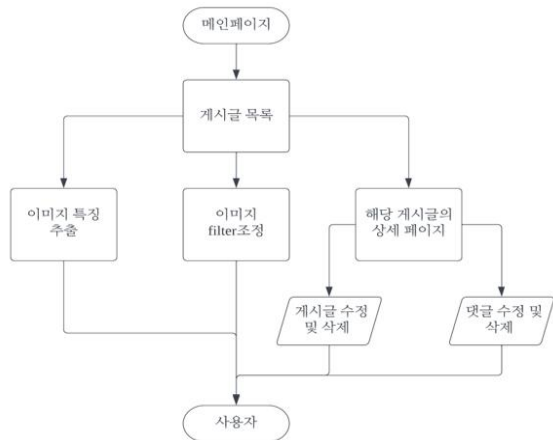 메인페이지
게시글 목록
이미지 특징
추출
이미지
filter조정
해당 게시글의
상세 페이지
게시글 수정
및 삭제
댓글 수정 및
삭제
사용자